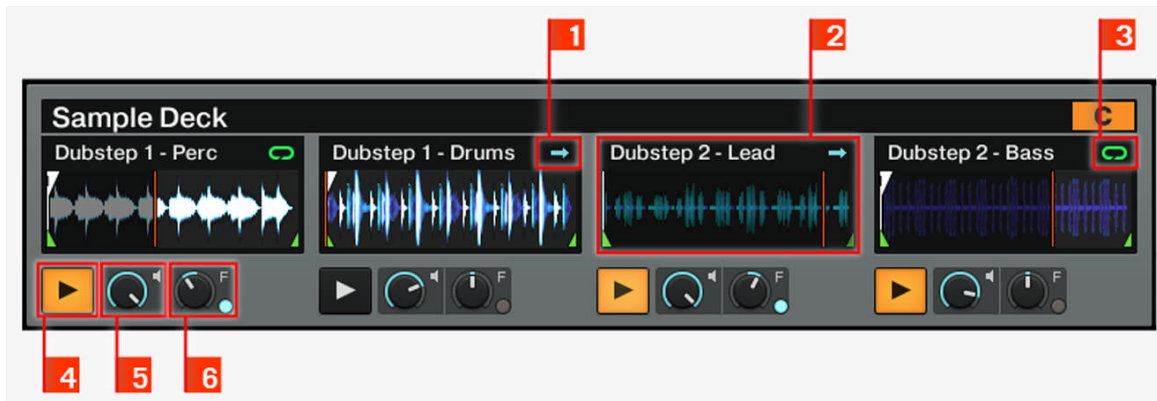 1 2 3
Sample Deck C
Dubstep 1 - Perc Dubstep 1 - Drums Dubstep 2 - Lead Dubstep 2 - Bass
F F F F
4 5 6